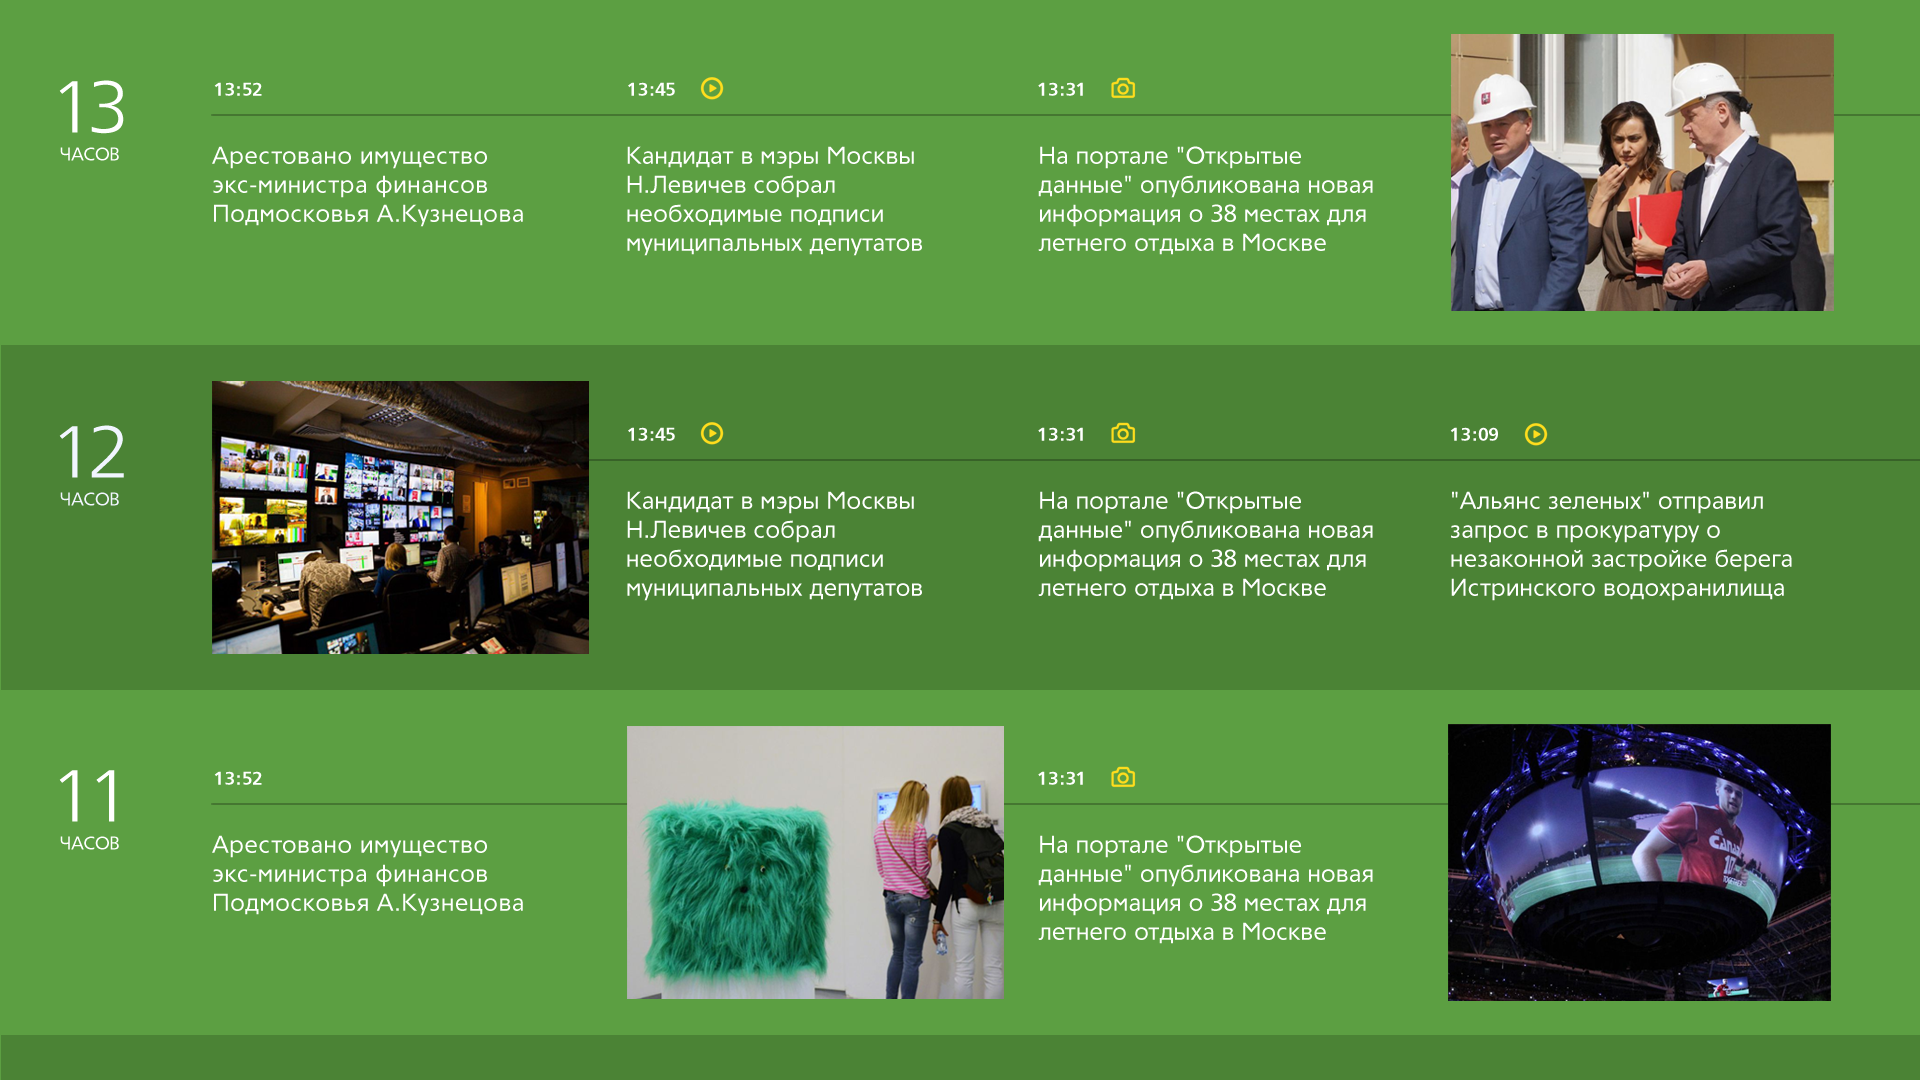 13
ЧАСОВ
13:52
Арестовано имущество
экс-министра финансов
Подмосковья А.Кузнецова
13:45
Кандидат в мэры Москвы
Н.Левичев собрал
необходимые подписи
муниципальных депутатов
13:31
На портале "Открытые
данные" опубликована новая
информация о 38 местах для
летнего отдыха в Москве
12
ЧАСОВ
13:45
Кандидат в мэры Москвы
Н.Левичев собрал
необходимые подписи
муниципальных депутатов
13:31
На портале "Открытые
данные" опубликована новая
информация о 38 местах для
летнего отдыха в Москве
13:09
"Альянс зеленых" отправил
запрос в прокуратуру о
незаконной застройке берега
Истринского водохранилища
11
ЧАСОВ
13:52
Арестовано имущество
экс-министра финансов
Подмосковья А.Кузнецова
13:31
На портале "Открытые
данные" опубликована новая
информация о 38 местах для
летнего отдыха в Москве